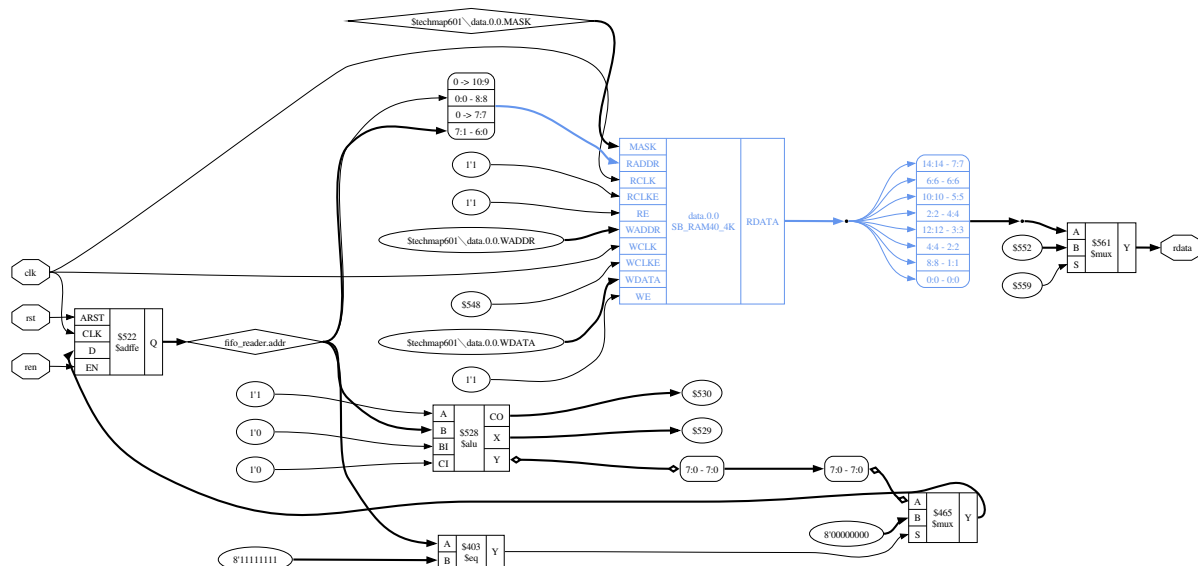 $techmap601\data.0.0.MASK
0 -> 10:9
0:0 - 8:8
0 -> 7:7
7:1 - 6:0
1'1
1'1
$techmap601\data.0.0.WADDR
$548
$techmap601\data.0.0.WDATA
1'1
MASK
RADDR
RCLK
RCLKE
RE
WADDR
WCLK
WCLKE
WDATA
WE
data.0.0
SB_RAM40_4K
RDATA
14:14 - 7:7
6:6 - 6:6
10:10 - 5:5
2:2 - 4:4
12:12 - 3:3
4:4 - 2:2
8:8 - 1:1
0:0 - 0:0
$552
$559
A
B
S
$561
$mux
Y
rdata
clk
rst
ren
ARST
CLK
D
EN
$522
$adffe
Q
fifo_reader.addr
1'1
1'0
1'0
A
B
BI
CI
$528
$alu
CO
X
Y
$530
$529
7:0 - 7:0
7:0 - 7:0
8'00000000
A
B
S
$465
$mux
Y
8'11111111
A
B
$403
$eq
Y